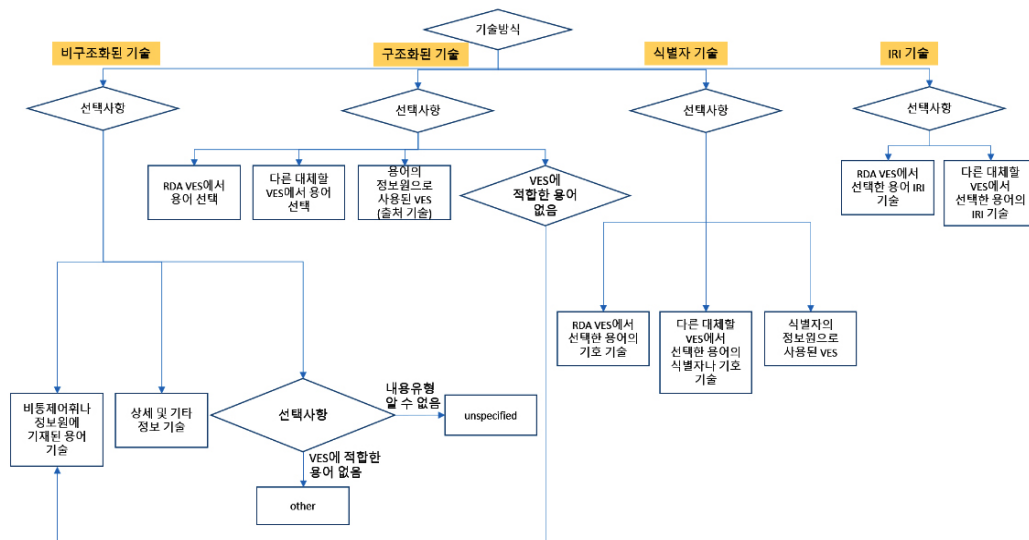 기술방식
비구조화된 기술
구조화된 기술
식별자 기술
IRI 기술
선택사항
선택사항
선택사항
선택사항
RDA VES에서
용어 선택
다른 대체할
VES에서 용어
선택
용어의
정보원으로
사용된 VES
(출처 기술)
VES에
적합한 용어
없음
RDA VES에서
선택한 용어 IRI
기술
다른 대체할
VES에서
선택한 용어의
IRI 기술
RDA VES에서
선택한 용어의
기호 기술
다른 대체할
VES에서
선택한 용어의
식별자나 기호
기술
식별자의
정보원으로
사용된 VES
비통제어휘나
정보원에
기재된 용어
기술
상세 및 기타
정보 기술
선택사항
내용유형
알 수 없음
unspecified
VES에 적합한
용어 없음
other